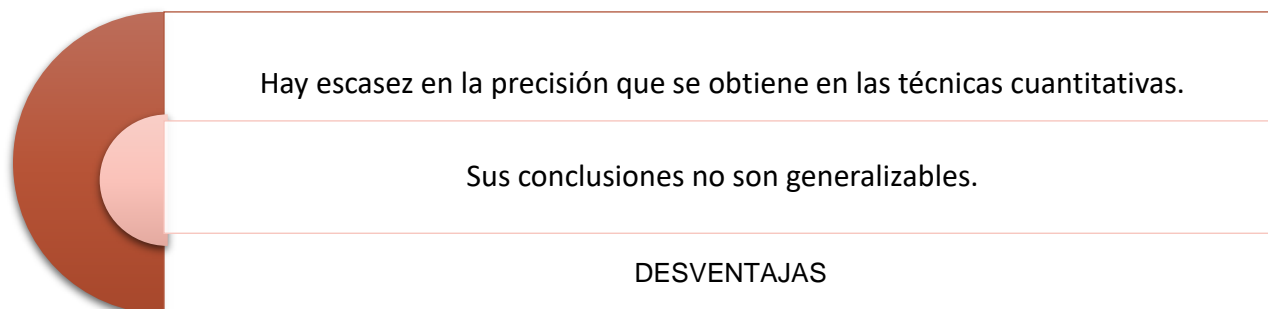 Hay escasez en la precisión que se obtiene en las técnicas cuantitativas.
Sus conclusiones no son generalizables.
DESVENTAJAS